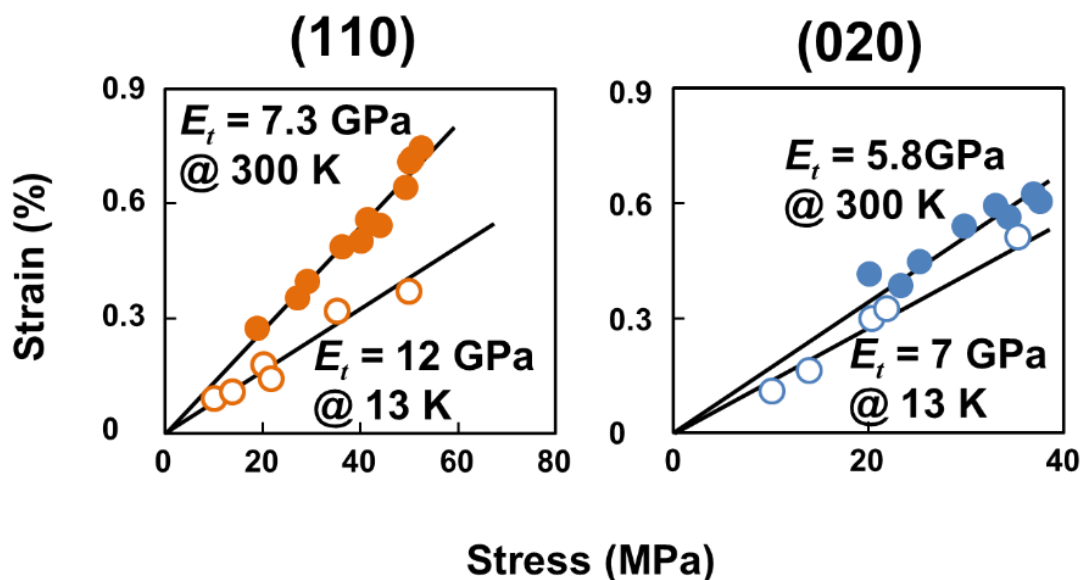 (110)
(020)
Strain (%)
0.9
0.6
0.3
0
E_t = 7.3 GPa
@ 300 K
E_t = 12 GPa
@ 13 K
0 20 40 60 80
0.9
0.6
0.3
0
E_t = 5.8GPa
@ 300 K
E_t = 7 GPa
@ 13 K
0 20 40
Stress (MPa)